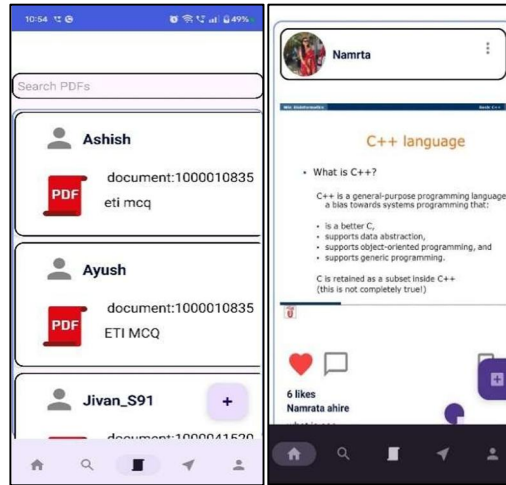 10:54
49%
Search PDFs
Ashish
PDF
document:1000010835
eti mcq
Ayush
PDF
document:1000010835
ETI MCQ
Jivan_S91
+
document:1000041520
Namrta
Basic C++
C++ language
• What is C++?
C++ is a general-purpose programming language
a bias towards systems programming that:
• is a better C,
• supports data abstraction,
• supports object-oriented programming, and
• supports generic programming.
C is retained as a subset inside C++
(this is not completely true!)
6 likes
Namrata ahire